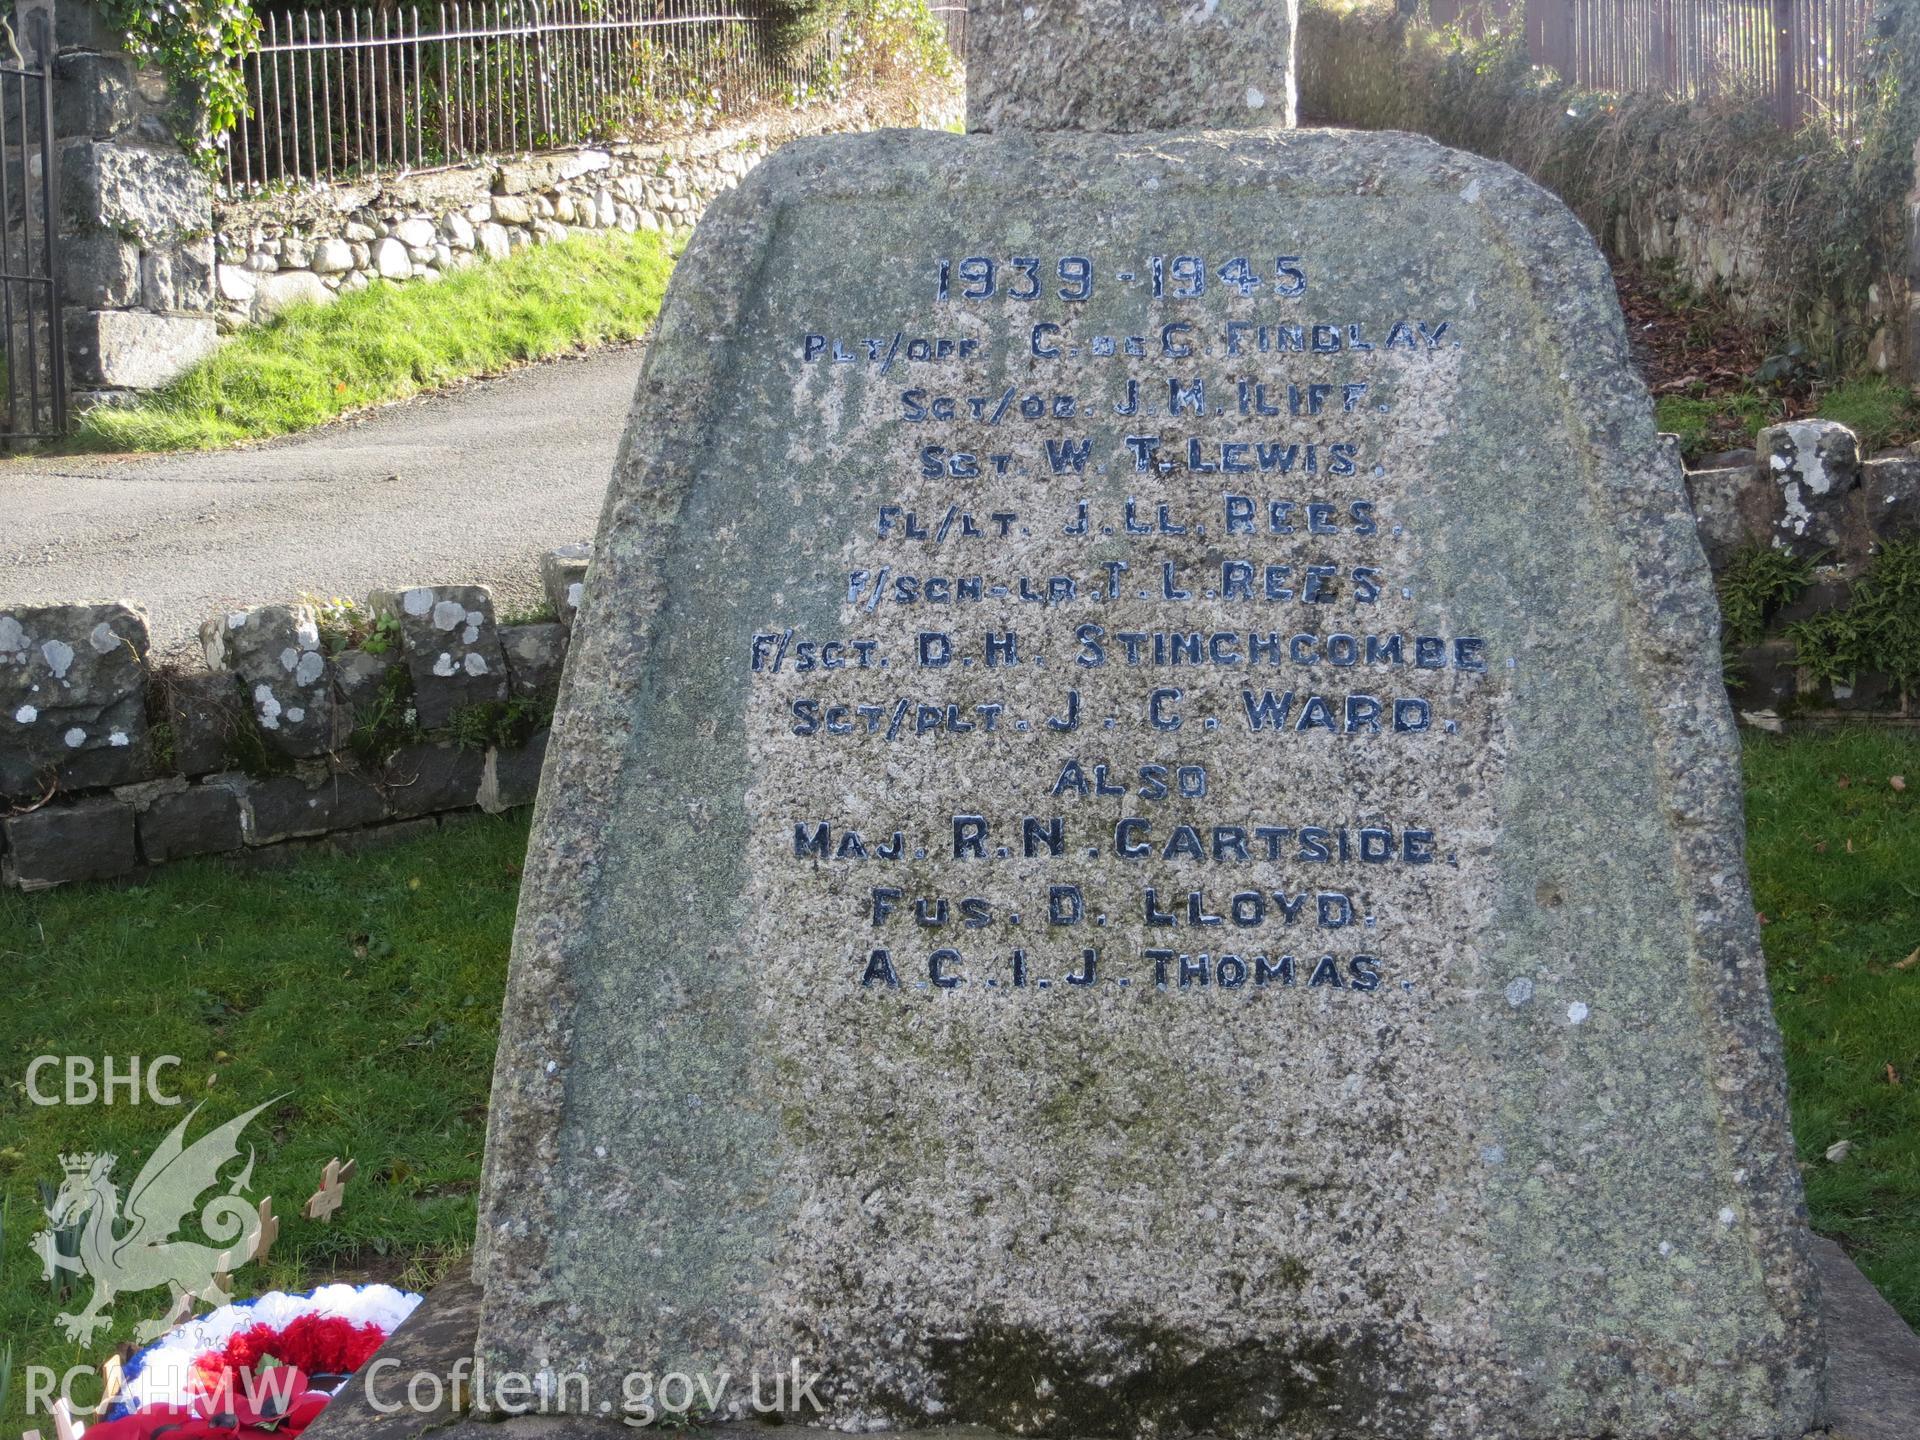 1939-1945
PLT/OFF. C. DE C. FINDLAY.
SGT/OB. J. M. ILIFF.
SGT. W. T. LEWIS.
FL/LT. J. LL. REES.
F/SGN-LR. T. L. REES.
F/SGT. D. H. STINCHCOMBE.
SGT/PLT. J. C. WARD.
ALSO
MAJ. R. N. CARTSIDE.
FUS. D. LLOYD.
A. C. I. J. THOMAS.
CBHC
RCAHMW Coflein.gov.uk